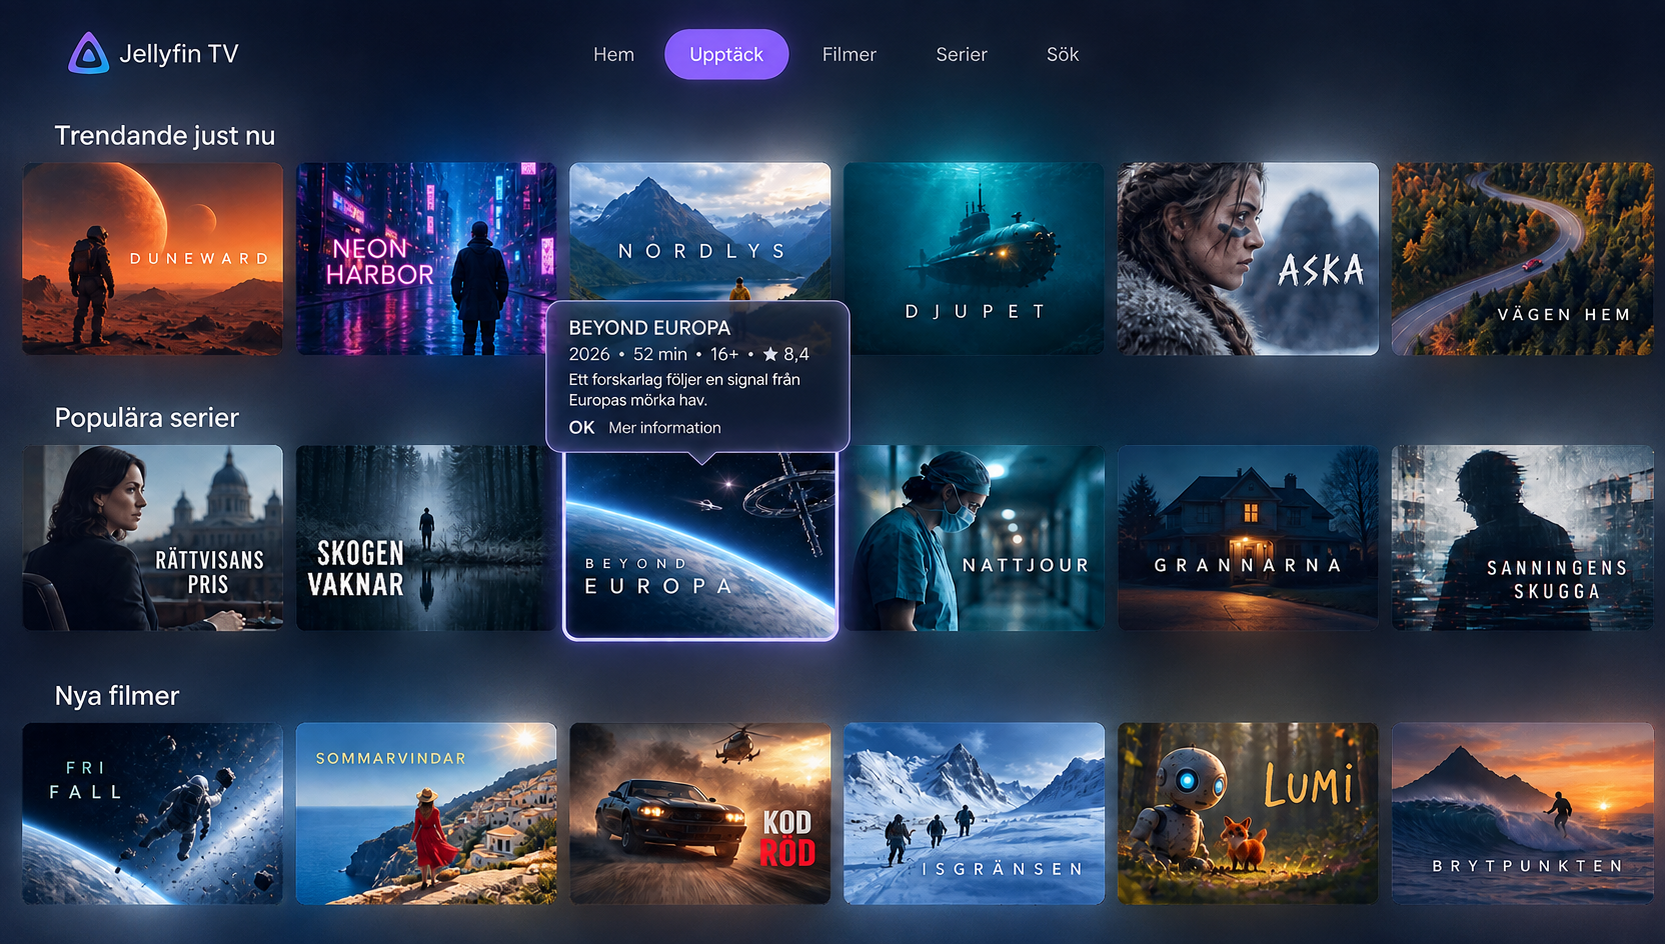 Jellyfin TV
Hem
Upptäck
Filmer
Serier
Sök
Trendande just nu
DUNEWARD
NEON
HARBOR
NORDLYS
DJUPET
ASKA
VÄGEN HEM
BEYOND EUROPA
2026 • 52 min • 16+ • ★ 8,4
Ett forskarlag följer en signal från
Europas mörka hav.
OK Mer information
Populära serier
RÄTTVISANS
PRIS
SKOGEN
VAKNAR
BEYOND
EUROPA
NATTJOUR
GRANNARNA
SANNINGENS
SKUGGA
Nya filmer
FRI
FALL
SOMMARVINDAR
KOD
RÖD
ISGRÄNSEN
LUMi
BRYTPUNKTEN